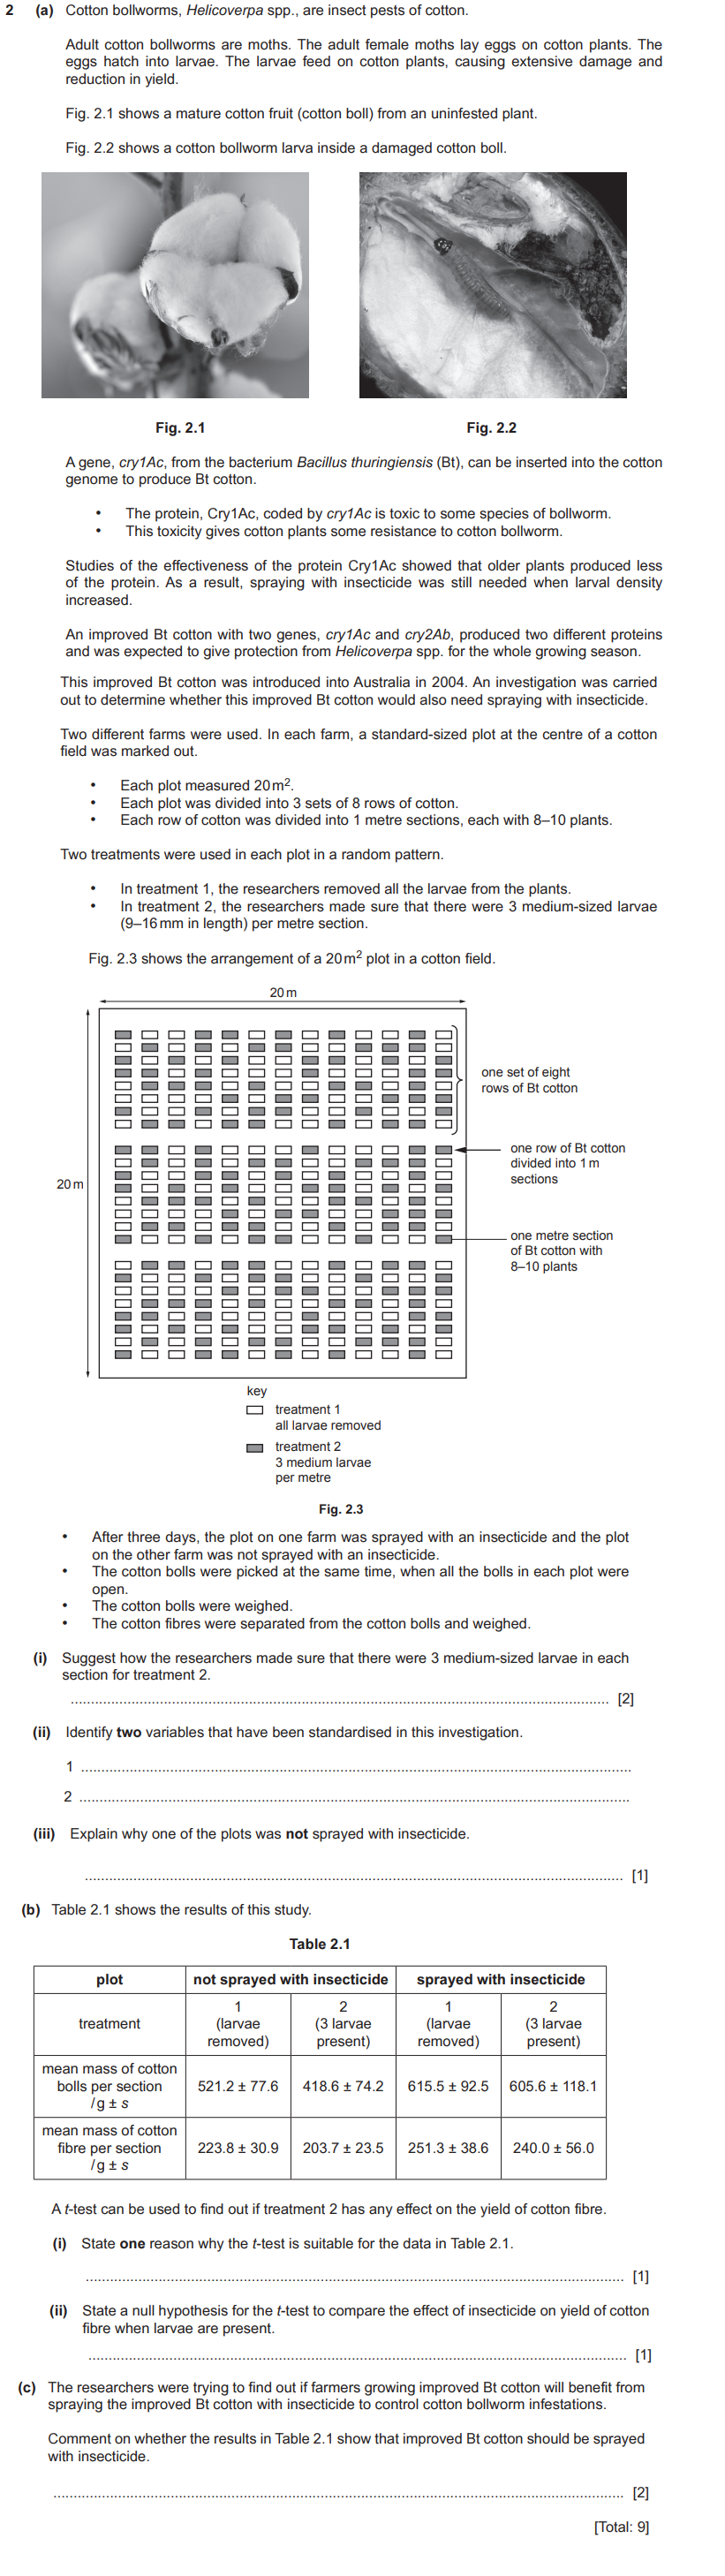 2 (a) Cotton bollworms, Helicoverpa spp., are insect pests of cotton.
Adult cotton bollworms are moths. The adult female moths lay eggs on cotton plants. The
eggs hatch into larvae. The larvae feed on cotton plants, causing extensive damage and
reduction in yield.
Fig. 2.1 shows a mature cotton fruit (cotton boll) from an uninfested plant.
Fig. 2.2 shows a cotton bollworm larva inside a damaged cotton boll.
Fig. 2.1
Fig. 2.2
A gene, cry1Ac, from the bacterium Bacillus thuringiensis (Bt), can be inserted into the cotton
genome to produce Bt cotton.
• The protein, Cry1Ac, coded by cry1Ac is toxic to some species of bollworm.
• This toxicity gives cotton plants some resistance to cotton bollworm.
Studies of the effectiveness of the protein Cry1Ac showed that older plants produced less
of the protein. As a result, spraying with insecticide was still needed when larval density
increased.
An improved Bt cotton with two genes, cry1Ac and cry2Ab, produced two different proteins
and was expected to give protection from Helicoverpa spp. for the whole growing season.
This improved Bt cotton was introduced into Australia in 2004. An investigation was carried
out to determine whether this improved Bt cotton would also need spraying with insecticide.
Two different farms were used. In each farm, a standard-sized plot at the centre of a cotton
field was marked out.
• Each plot measured 20 m².
• Each plot was divided into 3 sets of 8 rows of cotton.
• Each row of cotton was divided into 1 metre sections, each with 8–10 plants.
Two treatments were used in each plot in a random pattern.
• In treatment 1, the researchers removed all the larvae from the plants.
• In treatment 2, the researchers made sure that there were 3 medium-sized larvae
(9–16 mm in length) per metre section.
Fig. 2.3 shows the arrangement of a 20 m² plot in a cotton field.
20 m
one set of eight
rows of Bt cotton
one row of Bt cotton
divided into 1 m
sections
20 m
one metre section
of Bt cotton with
8–10 plants
key
treatment 1
all larvae removed
treatment 2
3 medium larvae
per metre
Fig. 2.3
• After three days, the plot on one farm was sprayed with an insecticide and the plot
on the other farm was not sprayed with an insecticide.
• The cotton bolls were picked at the same time, when all the bolls in each plot were
open.
• The cotton bolls were weighed.
• The cotton fibres were separated from the cotton bolls and weighed.
(i) Suggest how the researchers made sure that there were 3 medium-sized larvae in each
section for treatment 2.
[2]
(ii) Identify two variables that have been standardised in this investigation.
1
2
(iii) Explain why one of the plots was not sprayed with insecticide.
[1]
(b) Table 2.1 shows the results of this study.
Table 2.1
plot not sprayed with insecticide sprayed with insecticide
treatment 1 (larvae removed) 2 (3 larvae present) 1 (larvae removed) 2 (3 larvae present)
mean mass of cotton bolls per section /g ± s 521.2 ± 77.6 418.6 ± 74.2 615.5 ± 92.5 605.6 ± 118.1
mean mass of cotton fibre per section /g ± s 223.8 ± 30.9 203.7 ± 23.5 251.3 ± 38.6 240.0 ± 56.0
A t-test can be used to find out if treatment 2 has any effect on the yield of cotton fibre.
(i) State one reason why the t-test is suitable for the data in Table 2.1.
[1]
(ii) State a null hypothesis for the t-test to compare the effect of insecticide on yield of cotton
fibre when larvae are present.
[1]
(c) The researchers were trying to find out if farmers growing improved Bt cotton will benefit from
spraying the improved Bt cotton with insecticide to control cotton bollworm infestations.
Comment on whether the results in Table 2.1 show that improved Bt cotton should be sprayed
with insecticide.
[2]
[Total: 9]